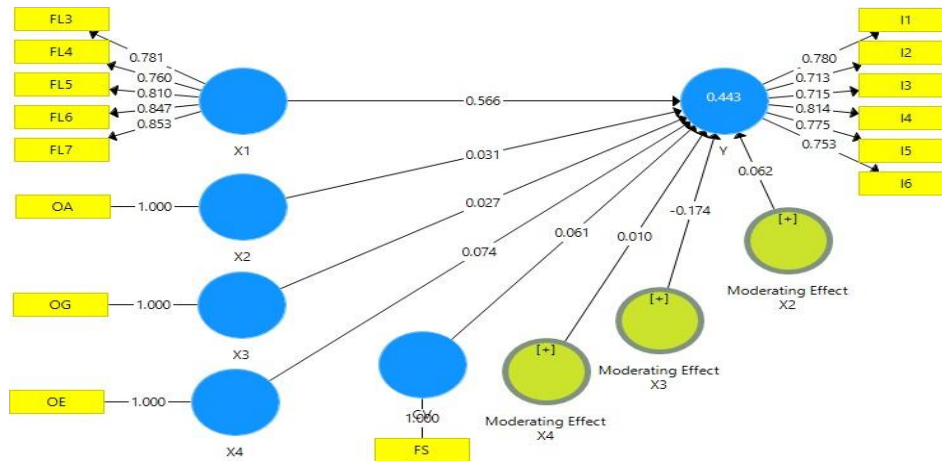 FL3
FL4
FL5
FL6
FL7
0.781
0.760
0.810
0.847
0.853
X1
0.566
0.443
Y
0.780
0.713
0.715
0.814
0.775
0.753
I1
I2
I3
I4
I5
I6
OA
1.000
X2
0.031
OG
1.000
X3
0.027
OE
1.000
X4
0.074
CV
1.000
FS
0.061
0.010
-0.174
0.062
[+]
Moderating Effect
X2
[+]
Moderating Effect
X3
[+]
Moderating Effect
X4